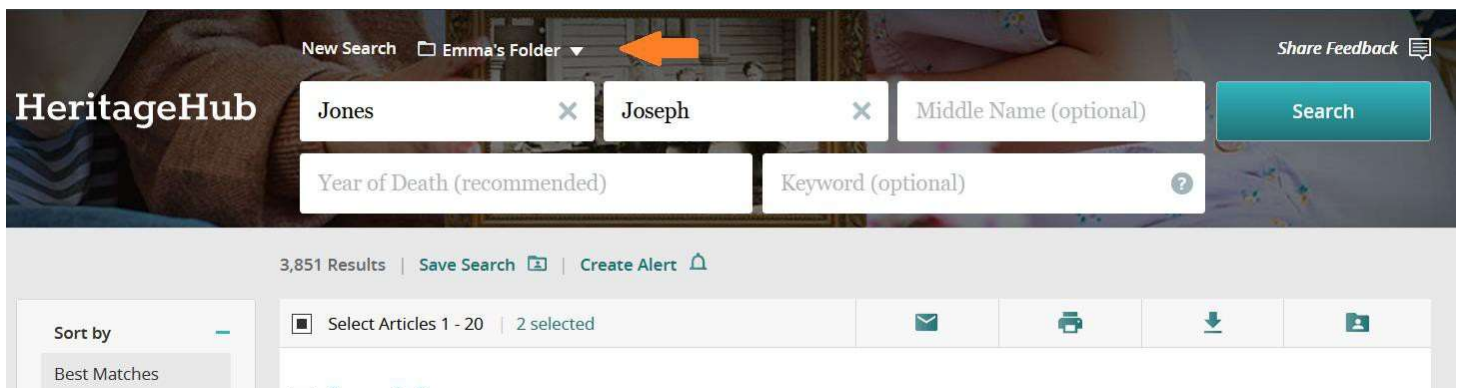 New Search Emma's Folder
Share Feedback
HeritageHub
Jones
Joseph
Middle Name (optional)
Search
Year of Death (recommended)
Keyword (optional)
?
3,851 Results | Save Search | Create Alert
Sort by
Select Articles 1 - 20 | 2 selected
Best Matches